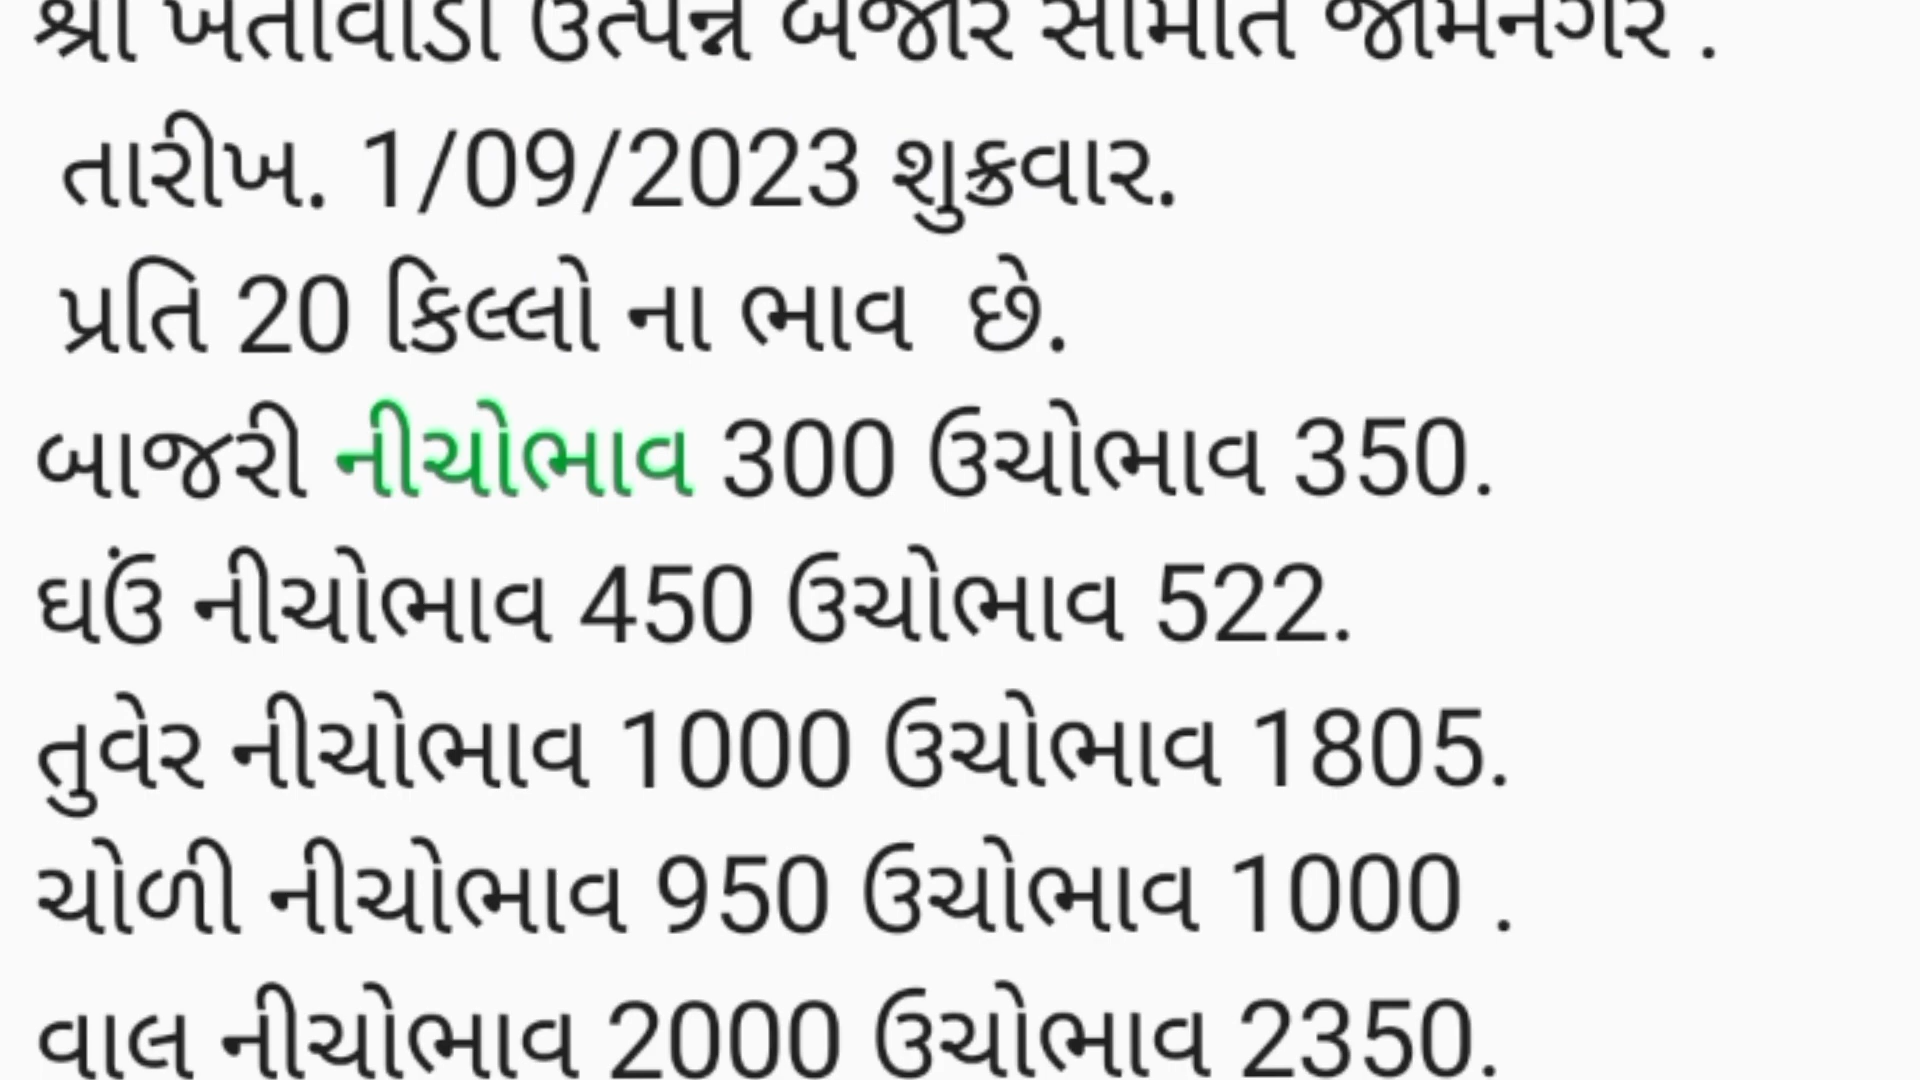 શ્રી ખેતીવાડી ઉત્પન્ન બજાર સમિતિ જામનગર .
તારીખ. 1/09/2023 શુક્રવાર.
પ્રતિ 20 કિલ્લો ના ભાવ છે.
બાજરી નીચોભાવ 300 ઉચોભાવ 350.
ઘઉં નીચોભાવ 450 ઉચોભાવ 522.
તુવેર નીચોભાવ 1000 ઉચોભાવ 1805.
ચોળી નીચોભાવ 950 ઉચોભાવ 1000 .
વાલ નીચોભાવ 2000 ઉચોભાવ 2350.